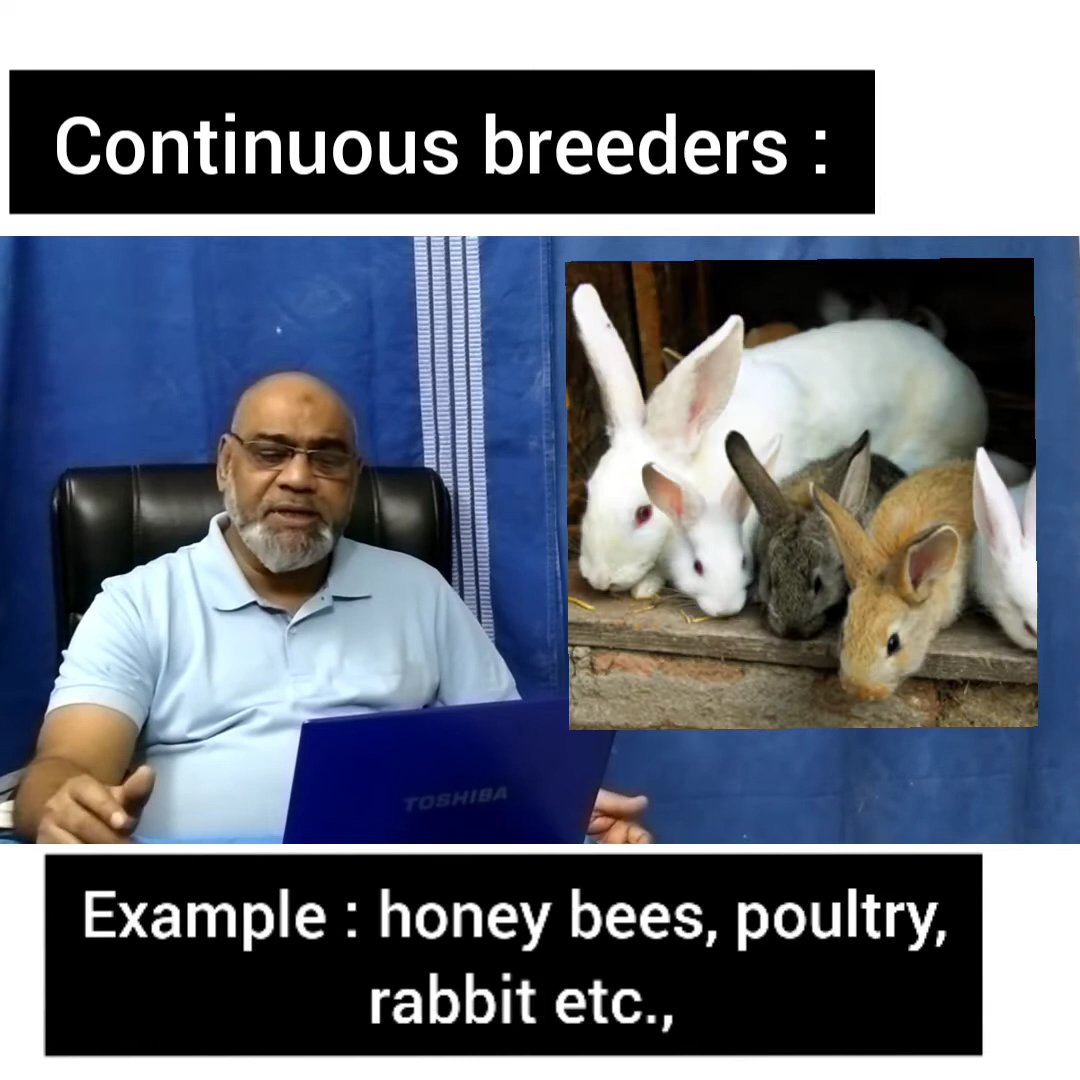 Continuous breeders :
TOSHIBA
Example : honey bees, poultry,
rabbit etc.,